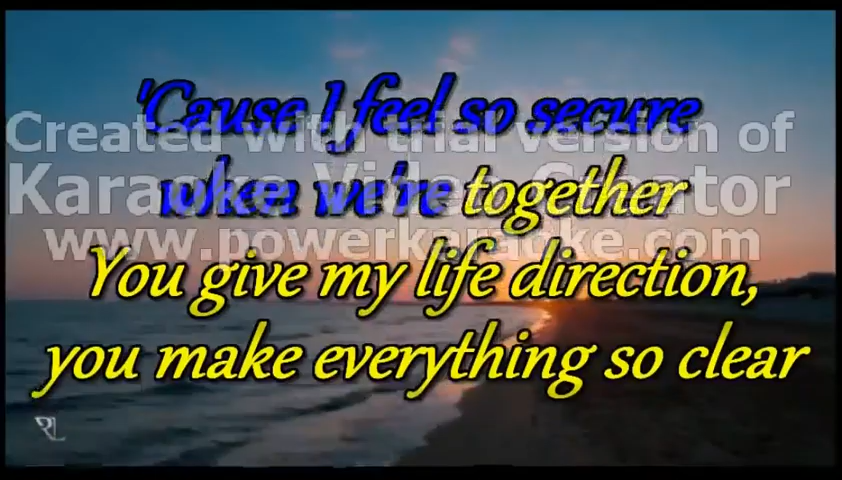 'Cause I feel so secure
Created with trial version of
when we're together
Karaoke Video Creator
www.powerkaraoke.com
You give my life direction,
you make everything so clear
RL